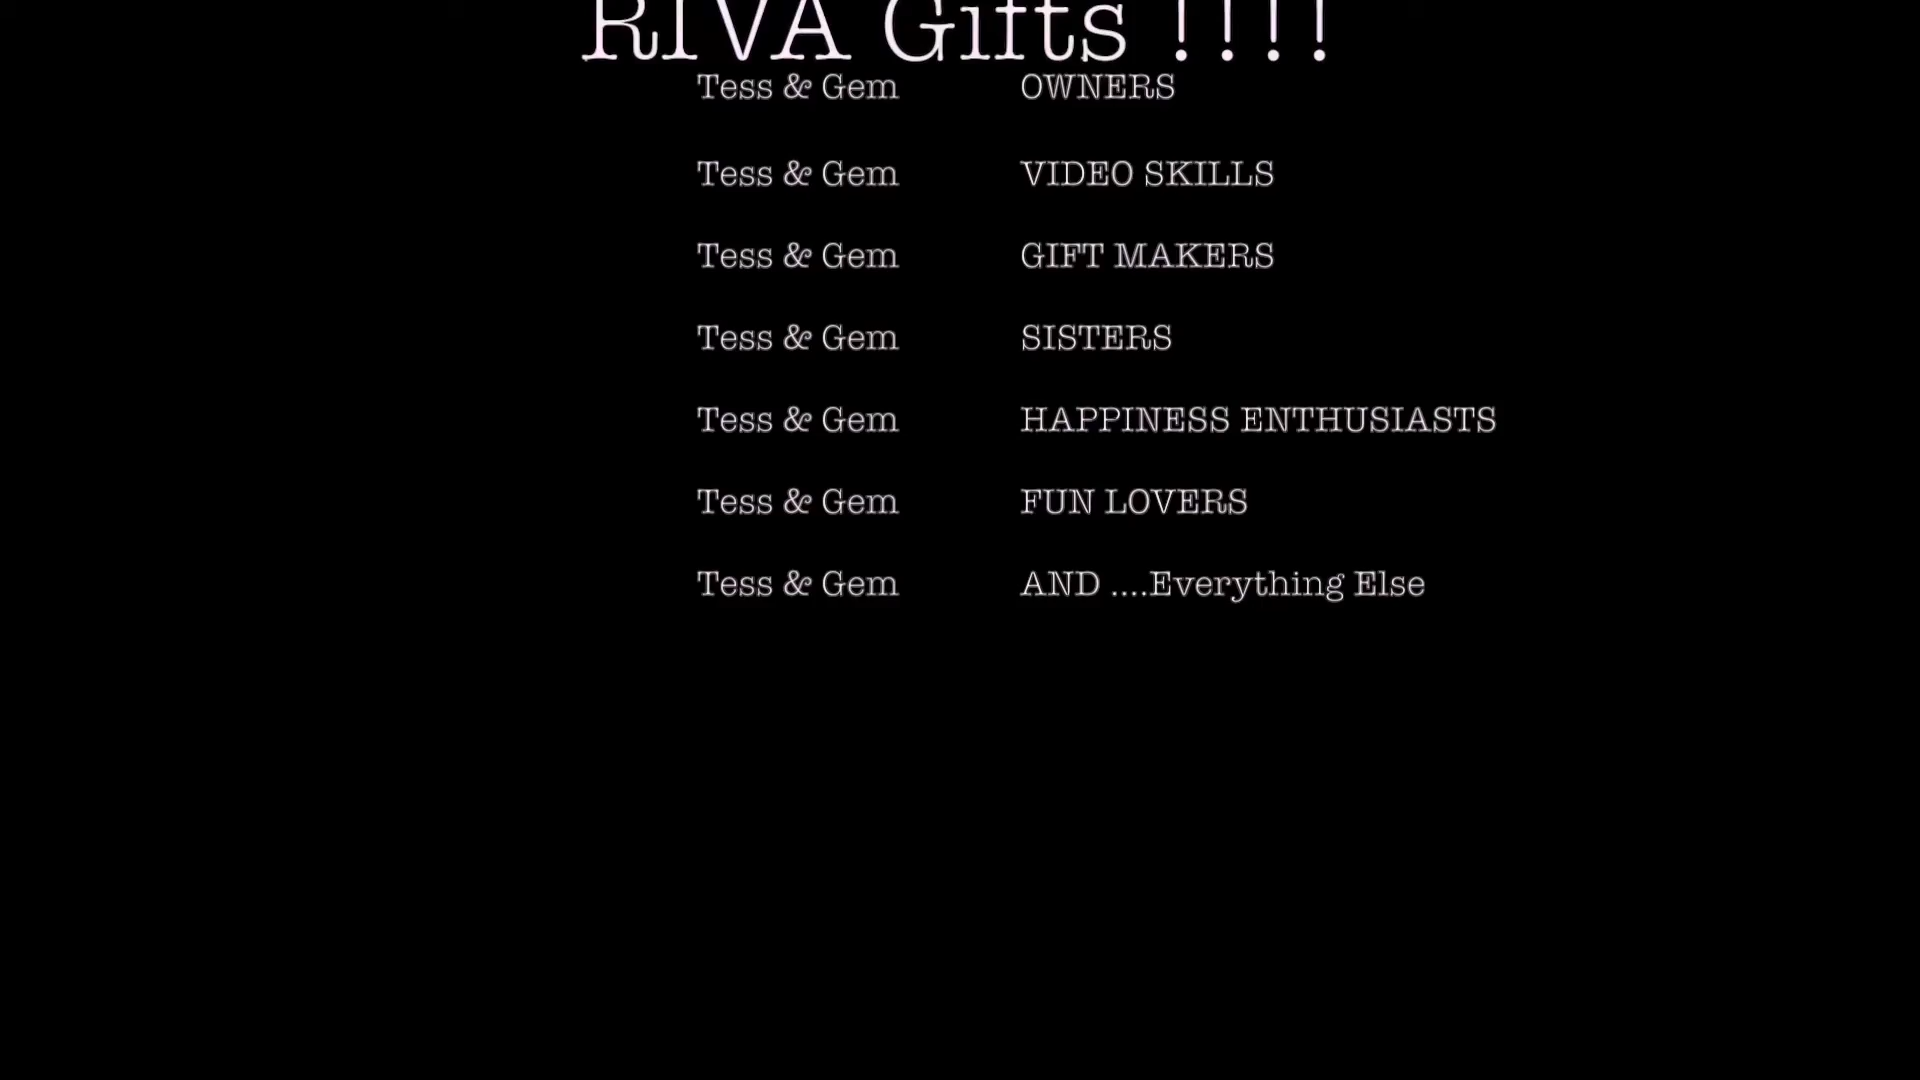 RIVA Gifts !!!!
Tess & Gem OWNERS
Tess & Gem VIDEO SKILLS
Tess & Gem GIFT MAKERS
Tess & Gem SISTERS
Tess & Gem HAPPINESS ENTHUSIASTS
Tess & Gem FUN LOVERS
Tess & Gem AND ....Everything Else